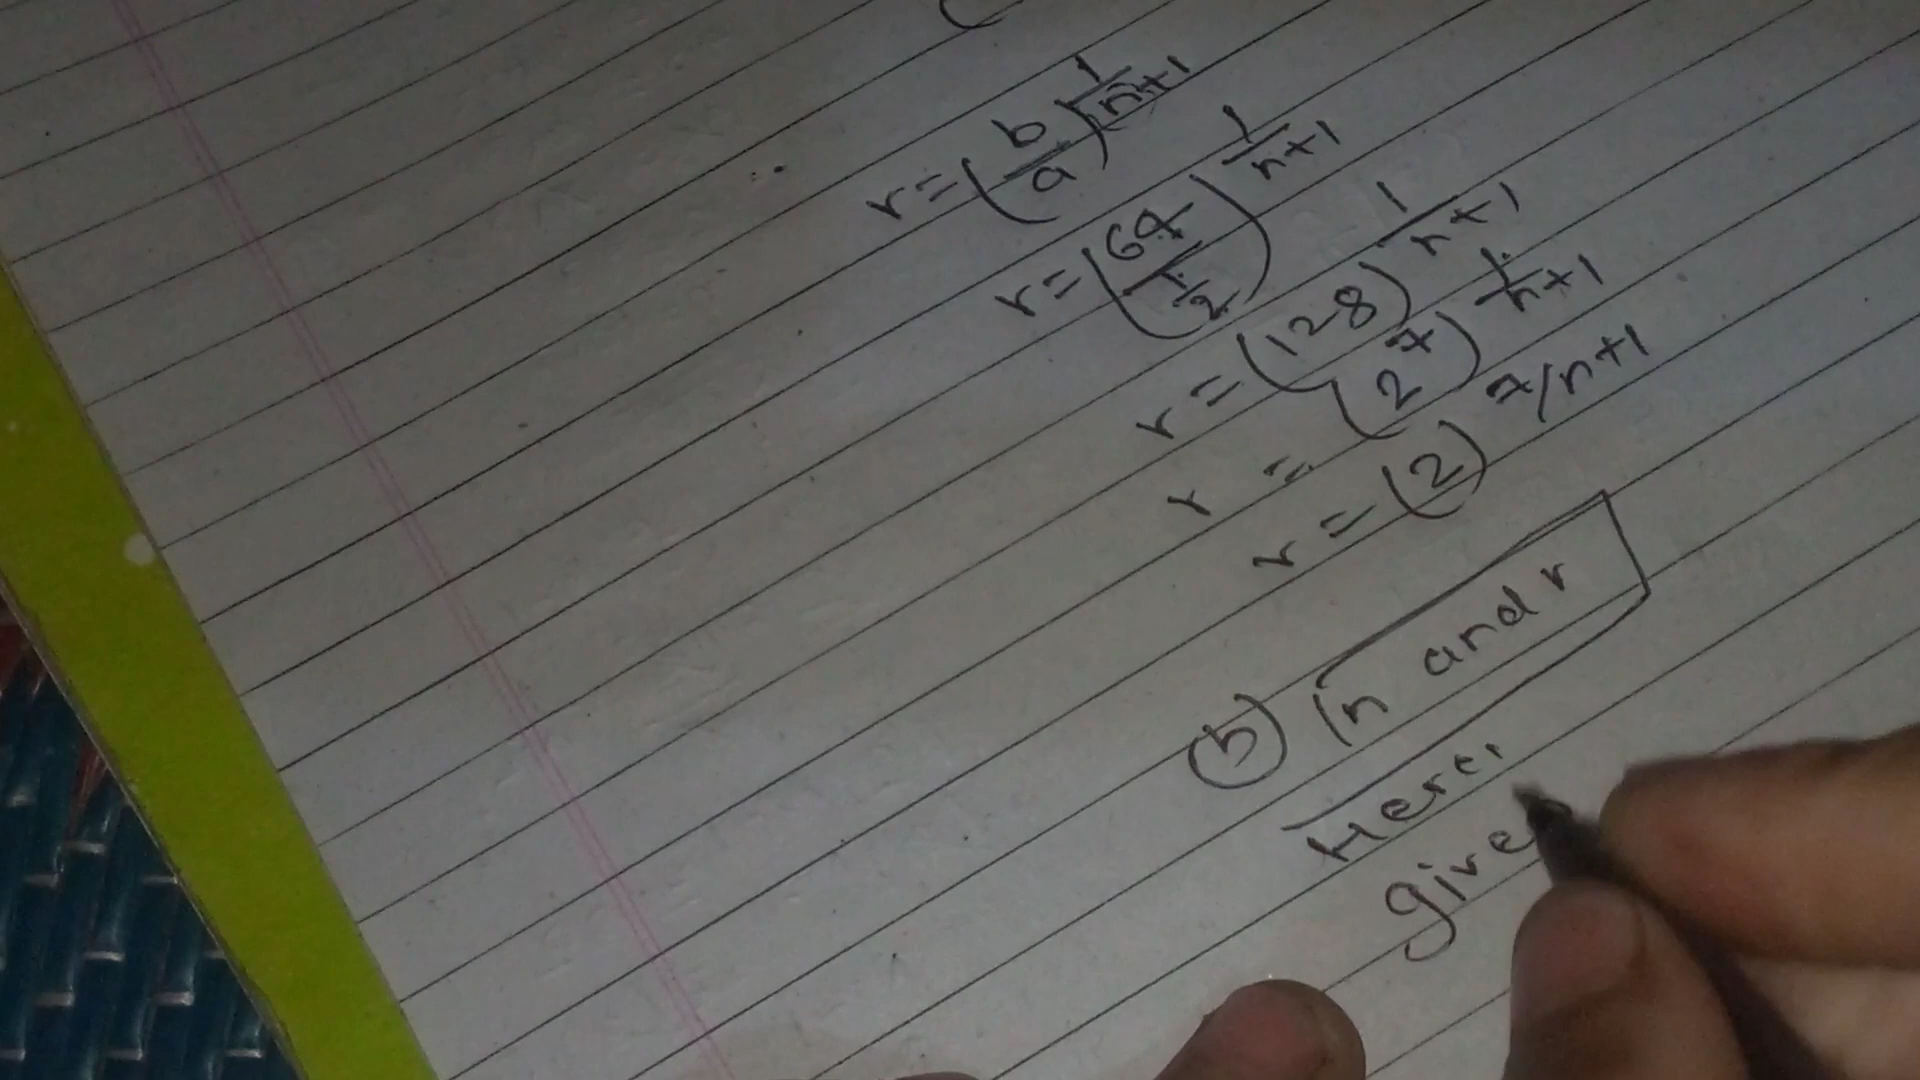 r = (b/a)^1/n+1
r = (64/1/2)^1/n+1
r = (128)^1/n+1
r = (2^7)^1/n+1
r = (2)^7/n+1
(b) n and r
Here,
give